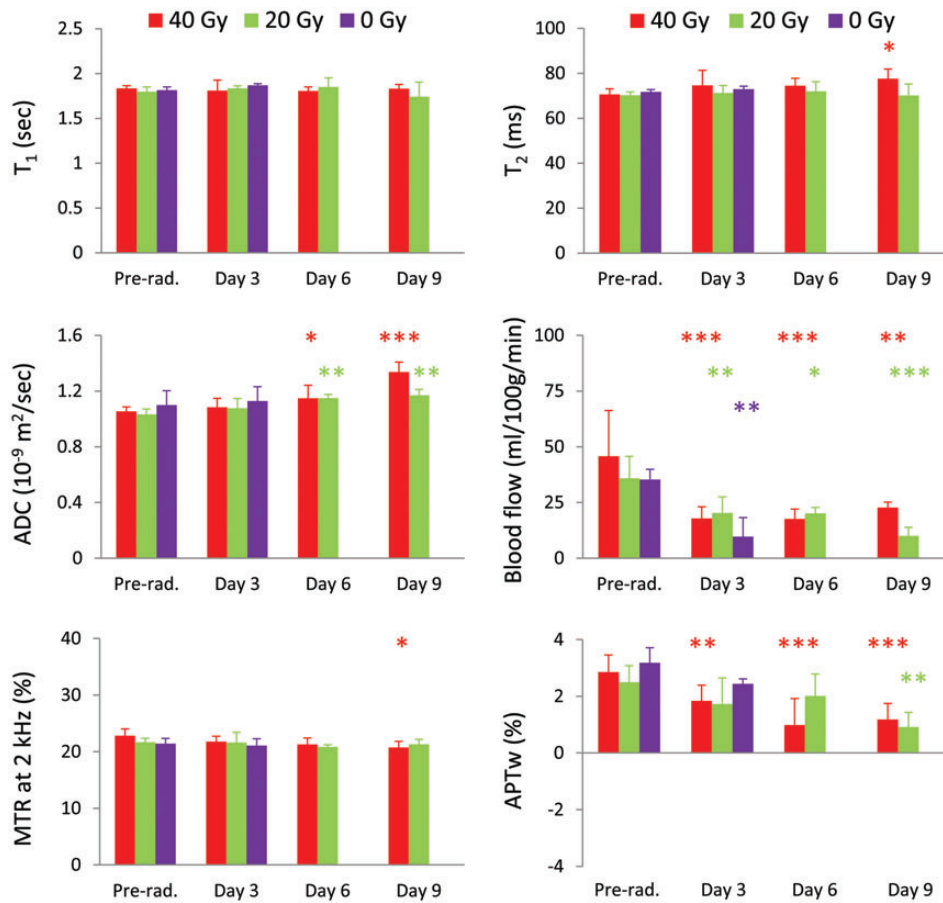 40 Gy 20 Gy 0 Gy
T1 (sec)
2.5
2
1.5
1
0.5
0
Pre-rad. Day 3 Day 6 Day 9
40 Gy 20 Gy 0 Gy
T2 (ms)
100
80
60
40
20
0
*
Pre-rad. Day 3 Day 6 Day 9
ADC (10-9 m2/sec)
1.6
1.2
0.8
0.4
0
* ***
** **
Pre-rad. Day 3 Day 6 Day 9
Blood flow (ml/100g/min)
100
75
50
25
0
*** *** **
** * ***
**
Pre-rad. Day 3 Day 6 Day 9
MTR at 2 kHz (%)
40
30
20
10
0
*
Pre-rad. Day 3 Day 6 Day 9
APTw (%)
4
2
0
-2
-4
** *** ***
**
Pre-rad. Day 3 Day 6 Day 9